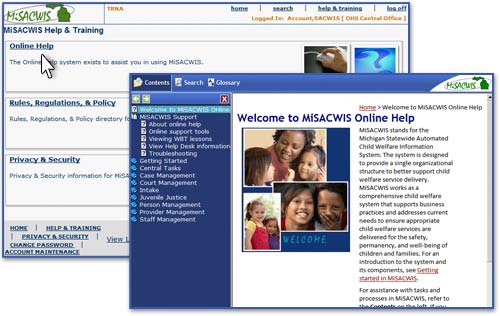 MiSACWIS
TRNA
home | search | help & training | log off
Logged In: Account,SACWIS [ DHS Central Office ]
MiSACWIS Help & Training
Online Help
The Online Help system exists to assist you in using MiSACWIS.
Rules, Regulations, & Policy
Rules, Regulations, & Policy directory for
Privacy & Security
Privacy & Security information for MiSA
HOME | HELP & TRAINING
| PRIVACY & SECURITY |
CHANGE PASSWORD |
ACCOUNT MAINTENANCE
View L
Contents Search Glossary
MiSACWIS
Welcome to MiSACWIS Online
MiSACWIS Support
About online help
Online support tools
Viewing WBT lessons
View Help Desk information
Troubleshooting
Getting Started
Central Tasks
Case Management
Court Management
Intake
Juvenile Justice
Person Management
Provider Management
Staff Management
Home > Welcome to MiSACWIS Online Help
Welcome to MiSACWIS Online Help
WELCOME
MiSACWIS stands for the
Michigan Statewide Automated
Child Welfare Information
System. The system is designed
to provide a single organizational
structure to better support child
welfare service delivery.
MiSACWIS works as a
comprehensive child welfare
system that supports business
practices and addresses current
needs to ensure appropriate
child welfare services are
delivered for the safety,
permanency, and well-being of
children and families. For an
introduction to the system and
its components, see Getting
started in MiSACWIS.
For assistance with tasks and
processes in MiSACWIS, refer to
the Contents on the left. If you